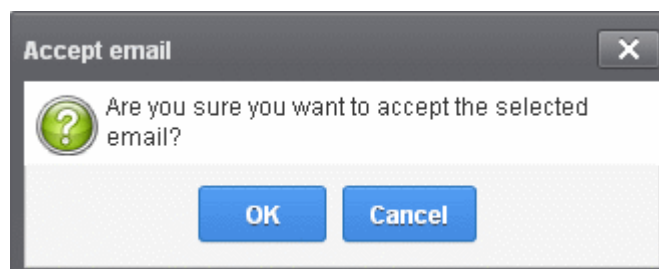 Accept email
Are you sure you want to accept the selected
email?
OK Cancel